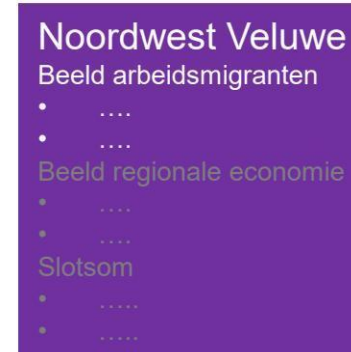 Noordwest Veluwe
Beeld arbeidsmigranten
• ....
• ....
Beeld regionale economie
• ....
• ....
Slotsom
• .....
• .....